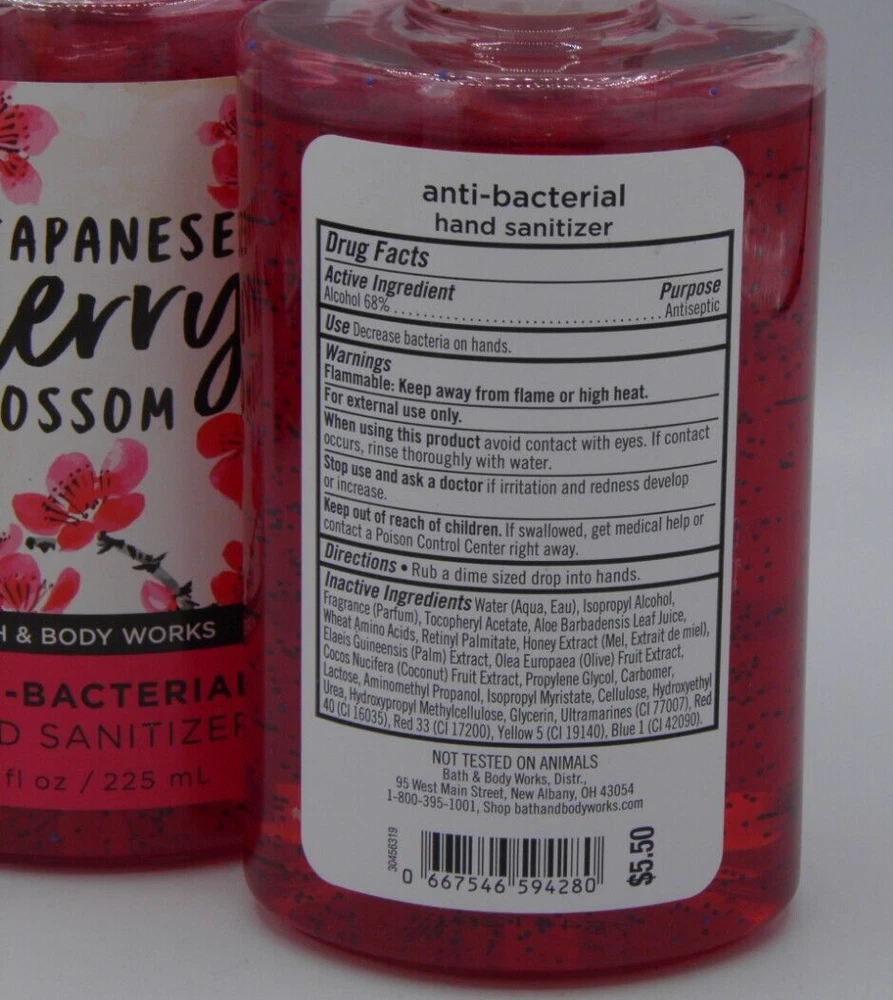 JAPANESE
erry
OSSOM
H & BODY WORKS
-BACTERIAL
D SANITIZER
fl oz / 225 mL
anti-bacterial
hand sanitizer
Drug Facts
Active Ingredient Purpose
Alcohol 68%..........Antiseptic
Use Decrease bacteria on hands.
Warnings
Flammable: Keep away from flame or high heat.
For external use only.
When using this product avoid contact with eyes. If contact
occurs, rinse thoroughly with water.
Stop use and ask a doctor if irritation and redness develop
or increase.
Keep out of reach of children. If swallowed, get medical help or
contact a Poison Control Center right away.
Directions • Rub a dime sized drop into hands.
Inactive Ingredients Water (Aqua, Eau), Isopropyl Alcohol,
Fragrance (Parfum), Tocopheryl Acetate, Aloe Barbadensis Leaf Juice,
Wheat Amino Acids, Retinyl Palmitate, Honey Extract (Mel, Extrait de miel),
Elaeis Guineensis (Palm) Extract, Olea Europaea (Olive) Fruit Extract,
Cocos Nucifera (Coconut) Fruit Extract, Propylene Glycol, Carbomer,
Lactose, Aminomethyl Propanol, Isopropyl Myristate, Cellulose, Hydroxyethyl
Urea, Hydroxypropyl Methylcellulose, Glycerin, Ultramarines (CI 77007), Red
40 (CI 16035), Red 33 (CI 17200), Yellow 5 (CI 19140), Blue 1 (CI 42090).
NOT TESTED ON ANIMALS
Bath & Body Works, Distr.,
95 West Main Street, New Albany, OH 43054
1-800-395-1001, Shop bathandbodyworks.com
30456319
0 667546 594280
$5.50